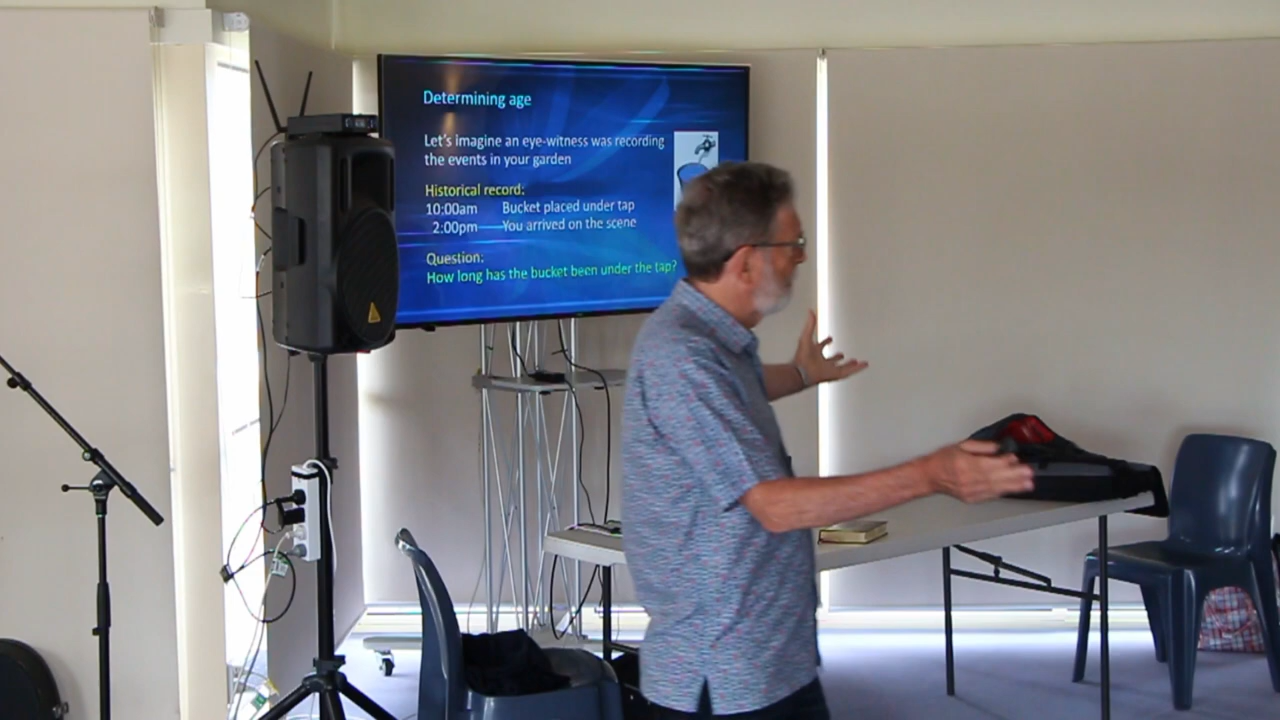 Determining age
Let's imagine an eye-witness was recording
the events in your garden
Historical record:
10:00am Bucket placed under tap
2:00pm You arrived on the scene
Question:
How long has the bucket been under the tap?